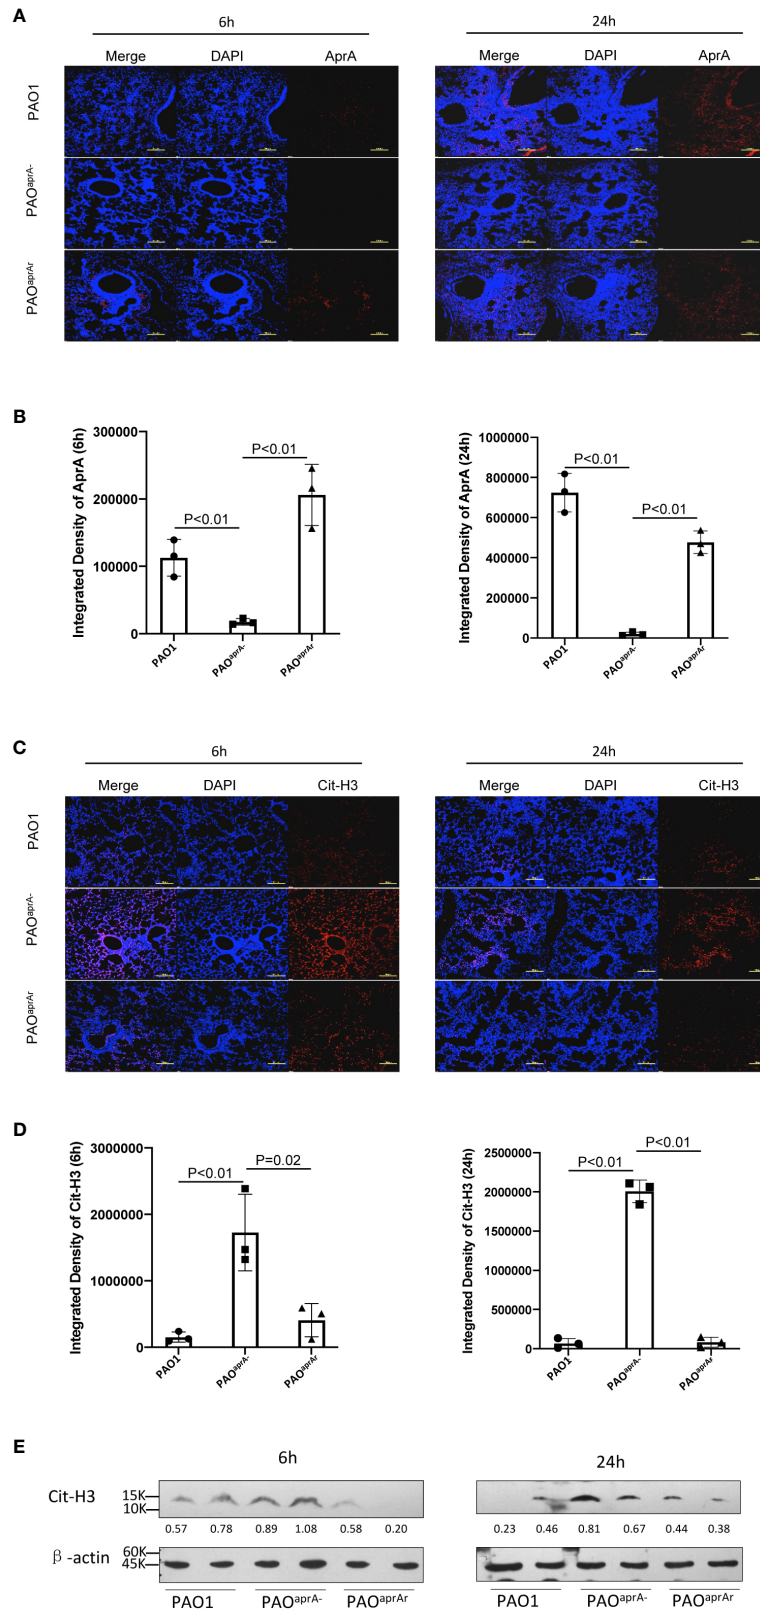 A
6h
24h
Merge DAPI AprA
Merge DAPI AprA
PAO1
PAOaprA-
PAOaprAr
B
Integrated Density of AprA (6h)
300000
200000
100000
0
P<0.01
P<0.01
PAO1
PAOaprA-
PAOaprAr
Integrated Density of AprA (24h)
1000000
800000
600000
400000
200000
0
P<0.01
P<0.01
PAO1
PAOaprA-
PAOaprAr
C
6h
24h
Merge DAPI Cit-H3
Merge DAPI Cit-H3
PAO1
PAOaprA-
PAOaprAr
D
Integrated Density of Cit-H3 (6h)
3000000
2000000
1000000
0
P<0.01
P=0.02
PAO1
PAOaprA-
PAOaprAr
Integrated Density of Cit-H3 (24h)
2500000
2000000
1500000
1000000
500000
0
P<0.01
P<0.01
PAO1
PAOaprA-
PAOaprAr
E
6h
24h
Cit-H3
15K
10K
0.57 0.78 0.89 1.08 0.58 0.20
0.23 0.46 0.81 0.67 0.44 0.38
β-actin
60K
45K
PAO1 PAOaprA- PAOaprAr
PAO1 PAOaprA- PAOaprAr